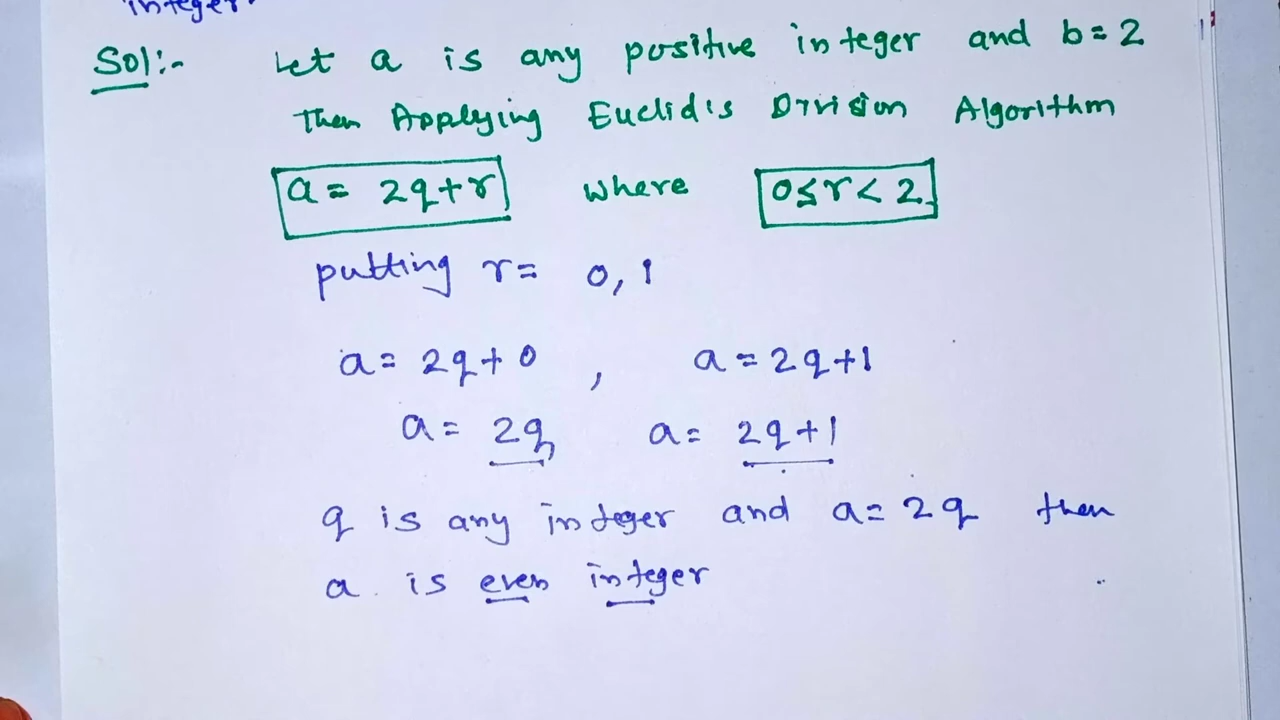 integer.
Sol:- Let a is any positive integer and b = 2
Then Applying Euclid's Division Algorithm
a = 2q+r where 0≤r<2
putting r = 0, 1
a = 2q+0 , a = 2q+1
a = 2q a = 2q+1
q is any integer and a = 2q then
a is even integer